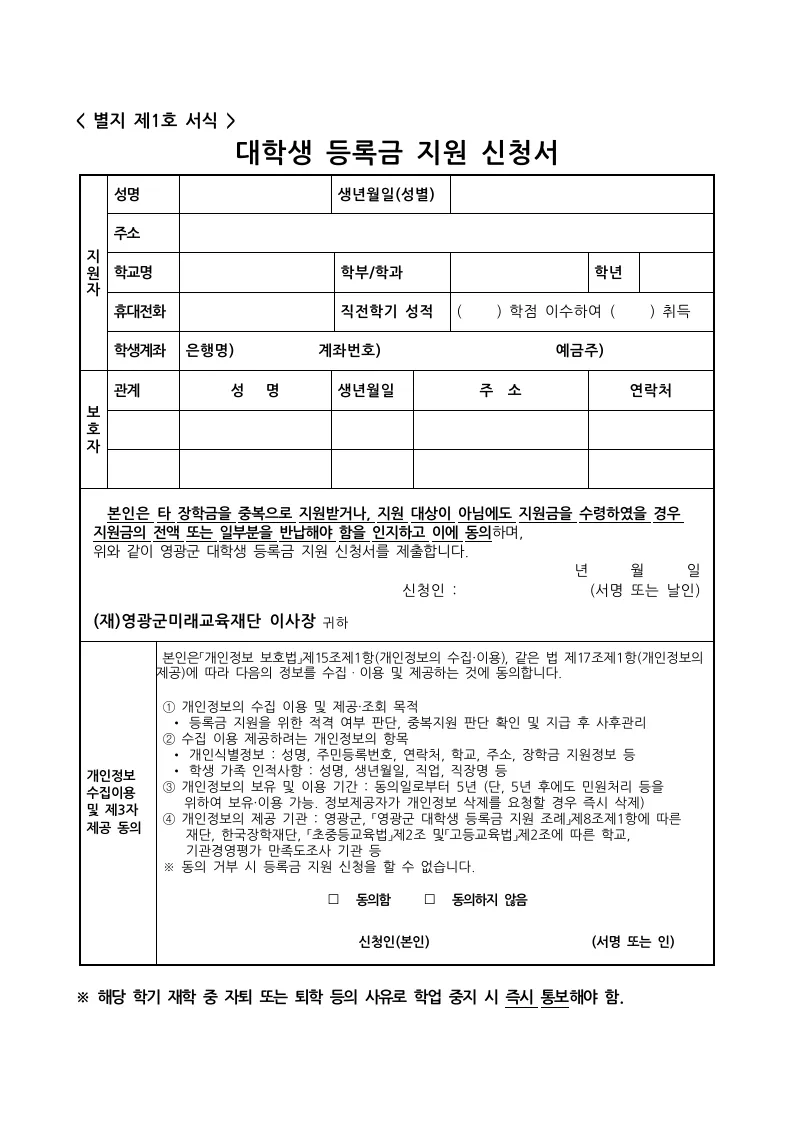 < 별지 제1호 서식 >
대학생 등록금 지원 신청서
지원자
성명 생년월일(성별)
주소
학교명 학부/학과 학년
휴대전화 직전학기 성적 ( ) 학점 이수하여 ( ) 취득
학생계좌 은행명) 계좌번호) 예금주)
보호자
관계 성 명 생년월일 주 소 연락처
본인은 타 장학금을 중복으로 지원받거나, 지원 대상이 아님에도 지원금을 수령하였을 경우
지원금의 전액 또는 일부분을 반납해야 함을 인지하고 이에 동의하며,
위와 같이 영광군 대학생 등록금 지원 신청서를 제출합니다.
년 월 일
신청인 : (서명 또는 날인)
(재)영광군미래교육재단 이사장 귀하
개인정보
수집이용
및 제3자
제공 동의
본인은「개인정보 보호법」제15조제1항(개인정보의 수집·이용), 같은 법 제17조제1항(개인정보의
제공)에 따라 다음의 정보를 수집ㆍ이용 및 제공하는 것에 동의합니다.
① 개인정보의 수집 이용 및 제공·조회 목적
• 등록금 지원을 위한 적격 여부 판단, 중복지원 판단 확인 및 지급 후 사후관리
② 수집 이용 제공하려는 개인정보의 항목
• 개인식별정보 : 성명, 주민등록번호, 연락처, 학교, 주소, 장학금 지원정보 등
• 학생 가족 인적사항 : 성명, 생년월일, 직업, 직장명 등
③ 개인정보의 보유 및 이용 기간 : 동의일로부터 5년 (단, 5년 후에도 민원처리 등을
위하여 보유·이용 가능. 정보제공자가 개인정보 삭제를 요청할 경우 즉시 삭제)
④ 개인정보의 제공 기관 : 영광군, 「영광군 대학생 등록금 지원 조례」제8조제1항에 따른
재단, 한국장학재단, 「초중등교육법」제2조 및「고등교육법」제2조에 따른 학교,
기관경영평가 만족도조사 기관 등
※ 동의 거부 시 등록금 지원 신청을 할 수 없습니다.
□ 동의함 □ 동의하지 않음
신청인(본인) (서명 또는 인)
※ 해당 학기 재학 중 자퇴 또는 퇴학 등의 사유로 학업 중지 시 즉시 통보해야 함.